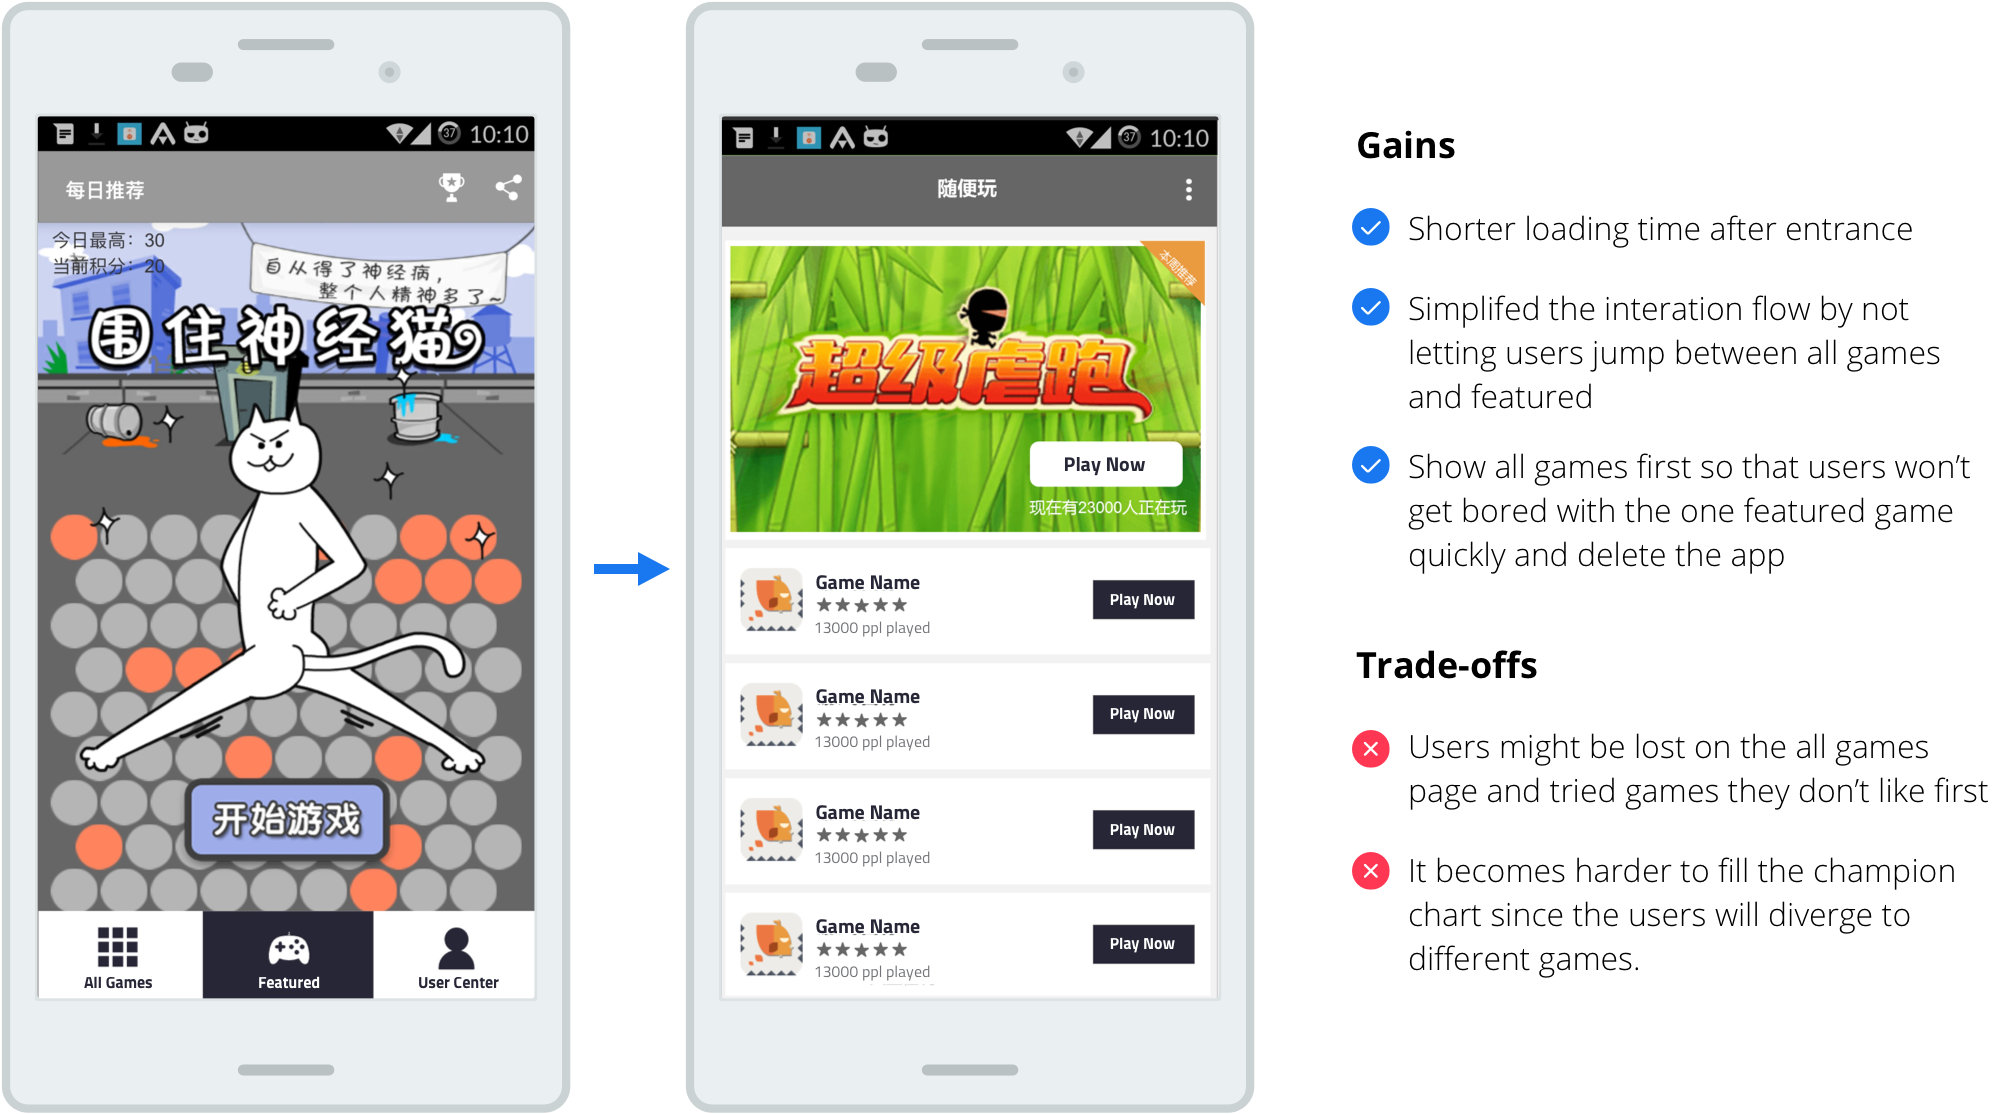 37 10:10
每日推荐
今日最高：30
当前积分：20
自从得了神经病，
整个人精神多了~
围住神经猫
开始游戏
All Games
Featured
User Center
37 10:10
随便玩
本周推荐
超级虐跑
Play Now
现在有23000人正在玩
Game Name
13000 ppl played
Play Now
Game Name
13000 ppl played
Play Now
Game Name
13000 ppl played
Play Now
Game Name
13000 ppl played
Play Now
Gains
Shorter loading time after entrance
Simplifed the interation flow by not
letting users jump between all games
and featured
Show all games first so that users won’t
get bored with the one featured game
quickly and delete the app
Trade-offs
Users might be lost on the all games
page and tried games they don’t like first
It becomes harder to fill the champion
chart since the users will diverge to
different games.